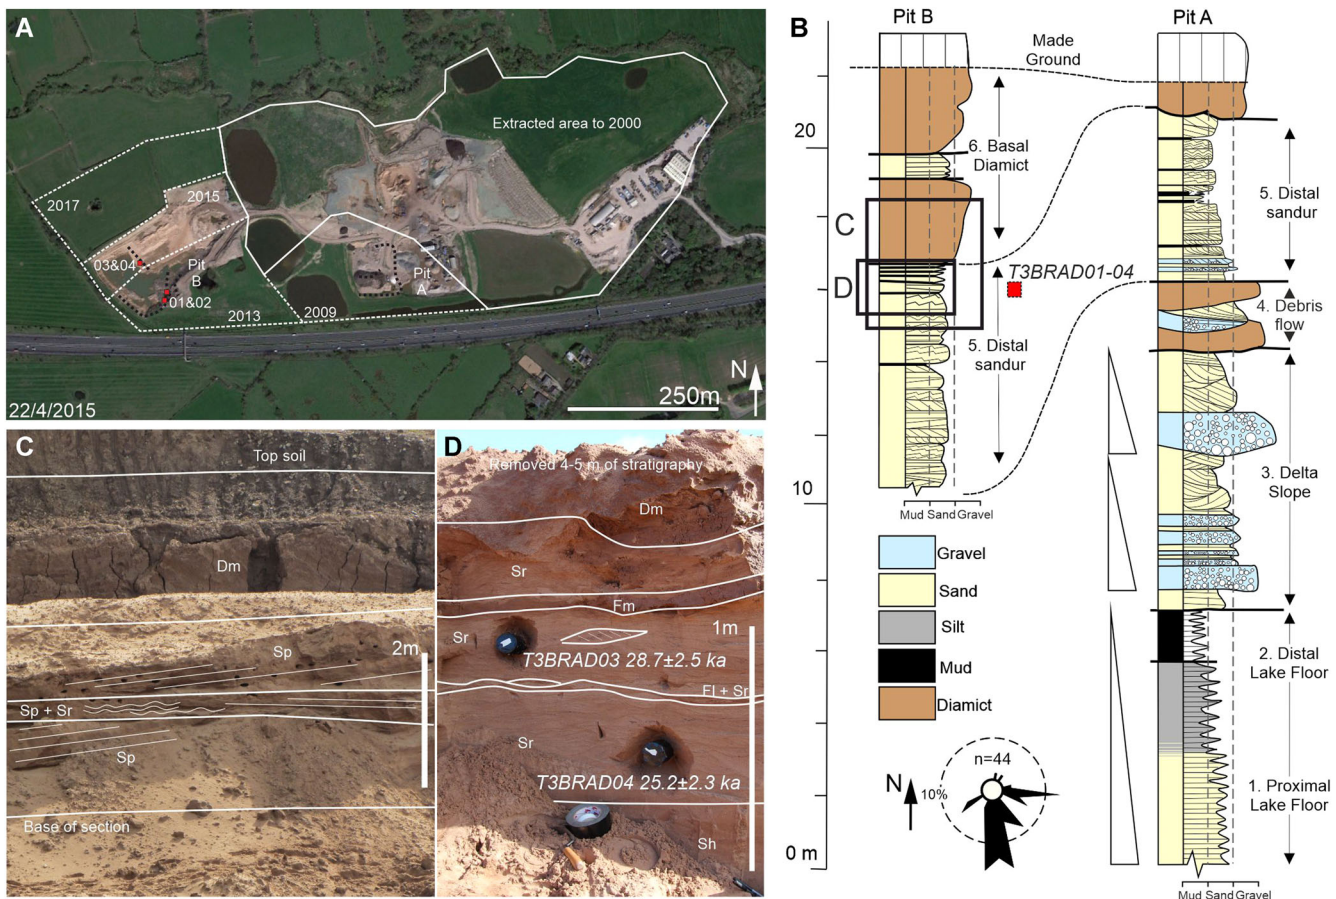 A
Extracted area to 2000
2017
2015
03&04
Pit
B
01&02
2013
2009
Pit
A
N
250m
22/4/2015
B
Pit B
Pit A
Made
Ground
20
6. Basal
Diamict
C
D
T3BRAD01-04
5. Distal
sandur
5. Distal
sandur
4. Debris
flow
3. Delta
Slope
10
Mud Sand Gravel
Gravel
Sand
Silt
Mud
Diamict
2. Distal
Lake Floor
1. Proximal
Lake Floor
N
n=44
10%
0 m
Mud Sand Gravel
C
Top soil
Dm
Sp
2m
Sp + Sr
Sp
Base of section
D
Removed 4-5 m of stratigraphy
Dm
Sr
Fm
1m
Sr
T3BRAD03 28.7±2.5 ka
Fl + Sr
Sr
T3BRAD04 25.2±2.3 ka
Sh